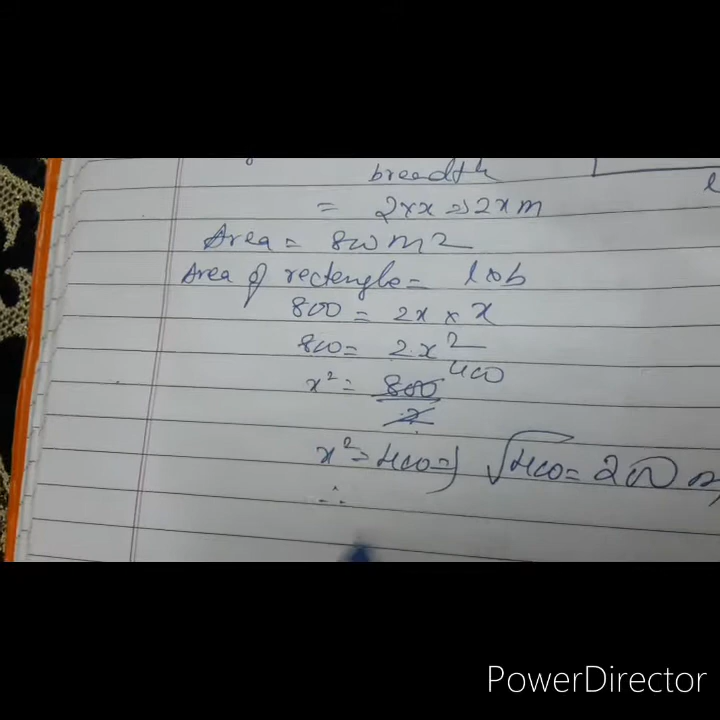 breadth
= 2xx => 2x m
l
Area = 800 m2
Area of rectangle = l x b
800 = 2x x x
800 = 2x²
x² = 800 400
2
x² = 400 => √400 = 20 m
∴
PowerDirector